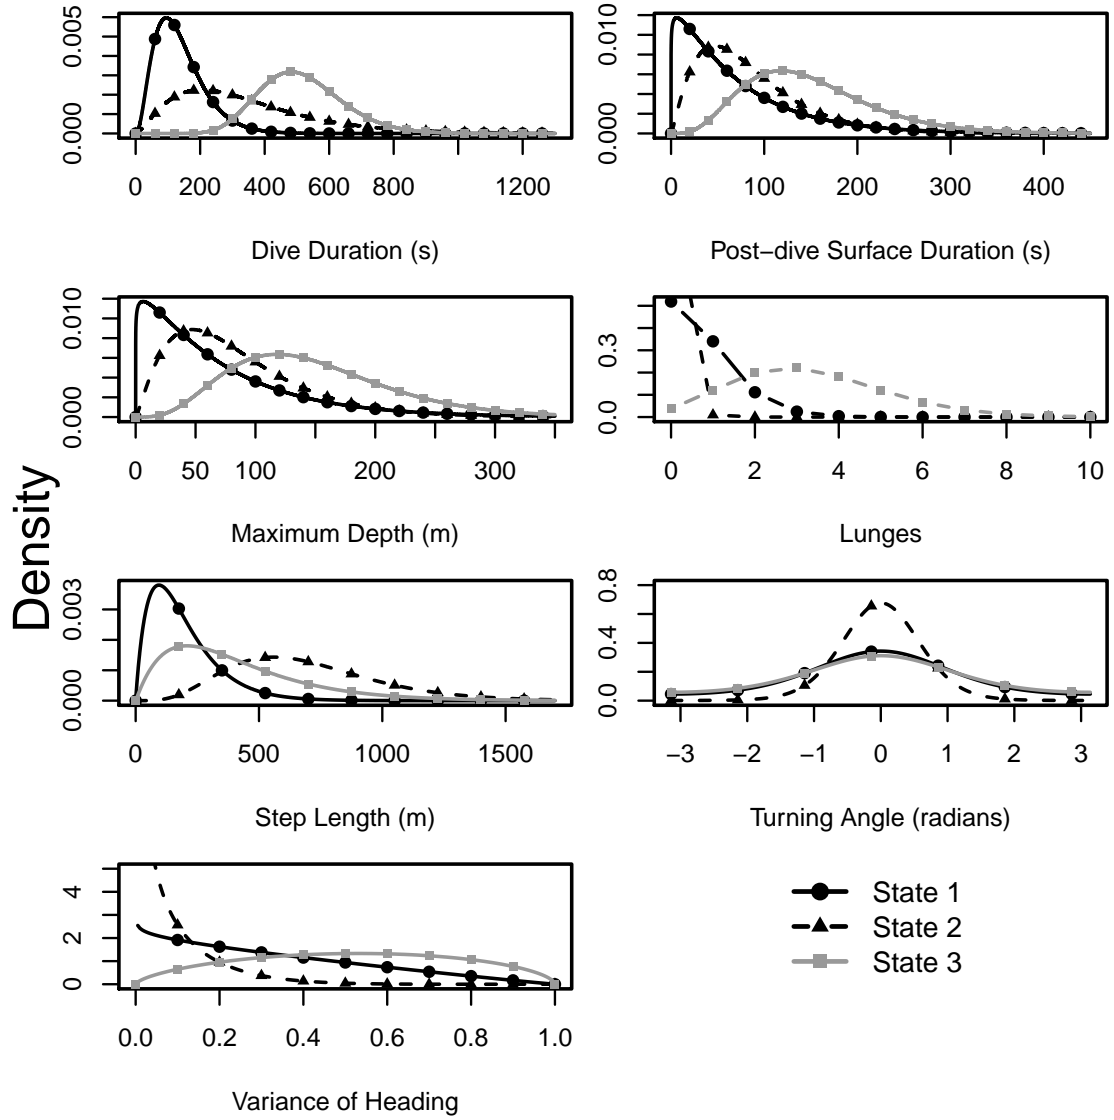 0.000 0.005
0 200 400 600 800 1200
Dive Duration (s)
0.000 0.010
0 100 200 300 400
Post−dive Surface Duration (s)
0.000 0.010
0 50 100 200 300
Maximum Depth (m)
0.0 0.3
0 2 4 6 8 10
Lunges
Density
0.000 0.003
0 500 1000 1500
Step Length (m)
0.0 0.4 0.8
−3 −2 −1 0 1 2 3
Turning Angle (radians)
0 2 4
0.0 0.2 0.4 0.6 0.8 1.0
Variance of Heading
State 1
State 2
State 3